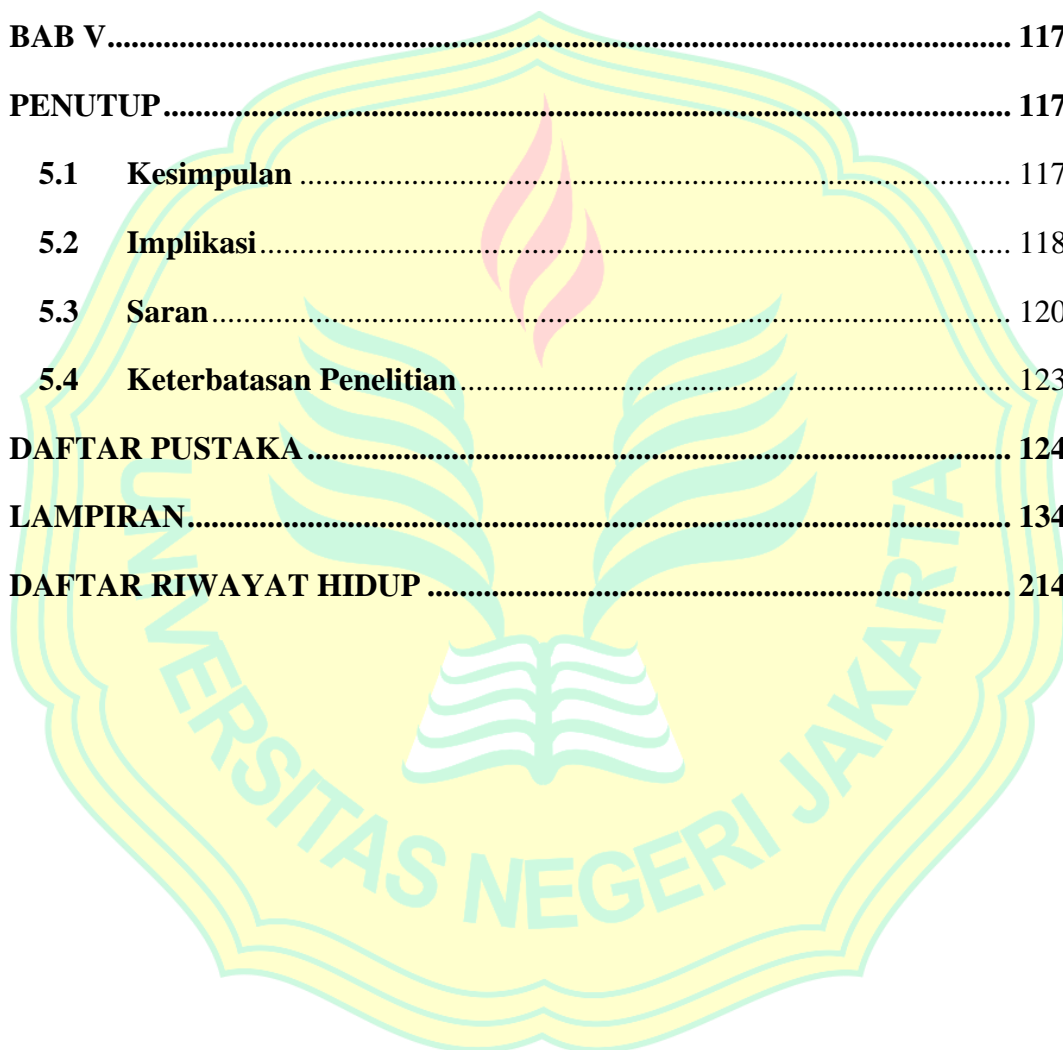 BAB V.................................................................................................................. 117
PENUTUP........................................................................................................... 117
5.1 Kesimpulan ......................................................................................... 117
5.2 Implikasi.............................................................................................. 118
5.3 Saran.................................................................................................... 120
5.4 Keterbatasan Penelitian..................................................................... 123
DAFTAR PUSTAKA......................................................................................... 124
LAMPIRAN........................................................................................................ 134
DAFTAR RIWAYAT HIDUP .......................................................................... 214
UNIVERSITAS NEGERI JAKARTA